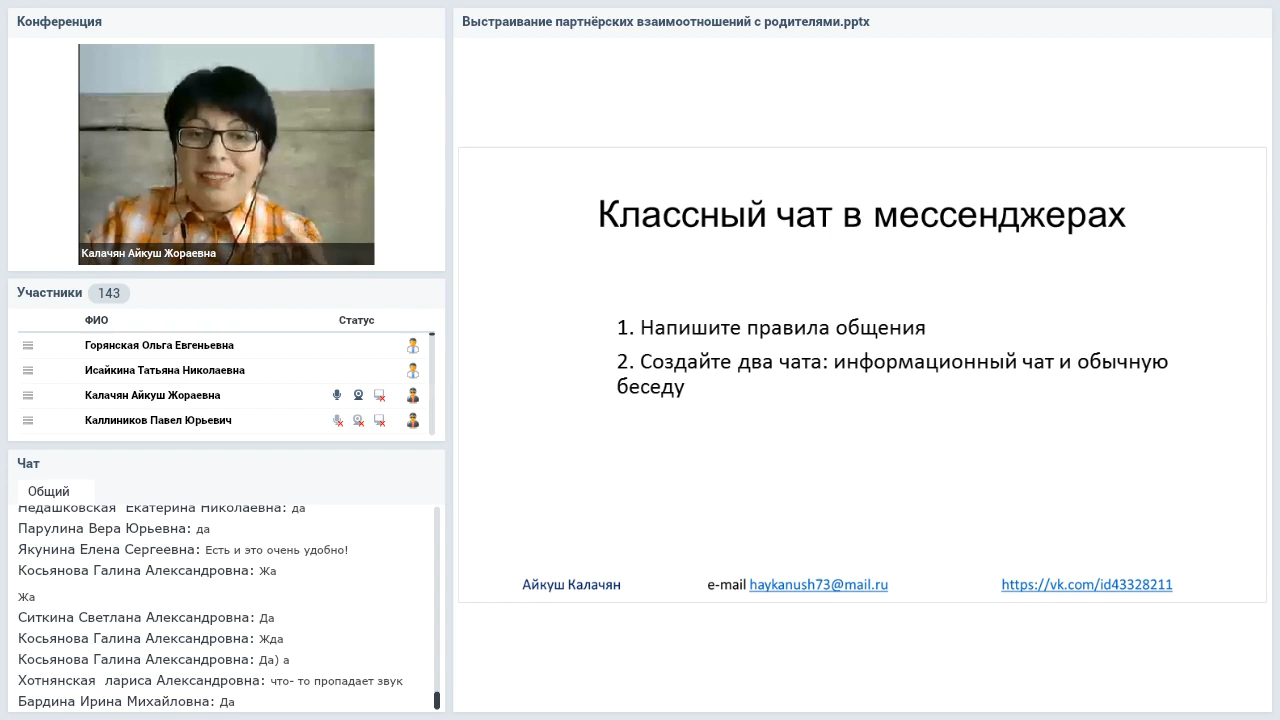 Конференция
Калачян Айкуш Жораевна
Участники 143
ФИО Статус
Горянская Ольга Евгеньевна
Исайкина Татьяна Николаевна
Калачян Айкуш Жораевна
Каллиников Павел Юрьевич
Чат
Общий
Недашковская Екатерина Николаевна: да
Парулина Вера Юрьевна: да
Якунина Елена Сергеевна: Есть и это очень удобно!
Косьянова Галина Александровна: Жа
Жа
Ситкина Светлана Александровна: Да
Косьянова Галина Александровна: Жда
Косьянова Галина Александровна: Да) а
Хотнянская лариса Александровна: что- то пропадает звук
Бардина Ирина Михайловна: Да
Выстраивание партнёрских взаимоотношений с родителями.pptx
Классный чат в мессенджерах
1. Напишите правила общения
2. Создайте два чата: информационный чат и обычную
беседу
Айкуш Калачян e-mail haykanush73@mail.ru https://vk.com/id43328211